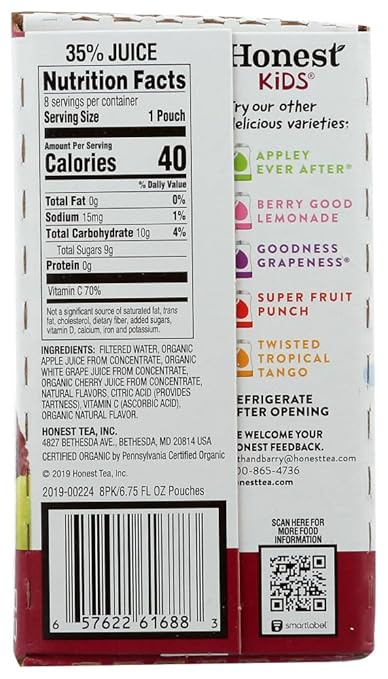 35% JUICE
Nutrition Facts
8 servings per container
Serving Size 1 Pouch
Amount Per Serving
Calories 40
% Daily Value
Total Fat 0g 0%
Sodium 15mg 1%
Total Carbohydrate 10g 4%
Total Sugars 9g
Protein 0g
Vitamin C 70%
Not a significant source of saturated fat, trans
fat, cholesterol, dietary fiber, added sugars,
vitamin D, calcium, iron and potassium.
INGREDIENTS: FILTERED WATER, ORGANIC
APPLE JUICE FROM CONCENTRATE, ORGANIC
WHITE GRAPE JUICE FROM CONCENTRATE,
ORGANIC CHERRY JUICE FROM CONCENTRATE,
NATURAL FLAVORS, CITRIC ACID (PROVIDES
TARTNESS), VITAMIN C (ASCORBIC ACID),
ORGANIC NATURAL FLAVOR.
HONEST TEA, INC.
4827 BETHESDA AVE., BETHESDA, MD 20814 USA
CERTIFIED ORGANIC by Pennsylvania Certified Organic
© 2019 Honest Tea, Inc.
2019-00224 8PK/6.75 FL OZ Pouches
6 57622 61688 3
Honest
KiDS®
ry our other
elicious varieties:
APPLEY
EVER AFTER®
BERRY GOOD
LEMONADE
GOODNESS
GRAPENESS®
SUPER FRUIT
PUNCH
TWISTED
TROPICAL
TANGO
EFRIGERATE
FTER OPENING
E WELCOME YOUR
ONEST FEEDBACK.
ethandbarry@honesttea.com
00-865-4736
onesttea.com
SCAN HERE FOR
MORE FOOD
INFORMATION
smartlabel